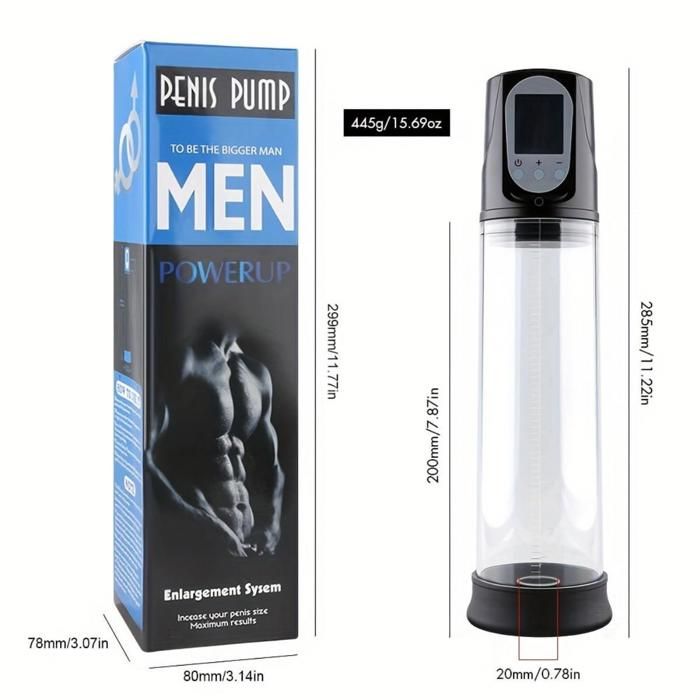 PENIS PUMP
TO BE THE BIGGER MAN
MEN
POWERUP
Enlargement Sysem
Incease your penis size
Maximum results
78mm/3.07in
80mm/3.14in
299mm/11.77in
445g/15.69oz
200mm/7.87in
285mm/11.22in
20mm/0.78in